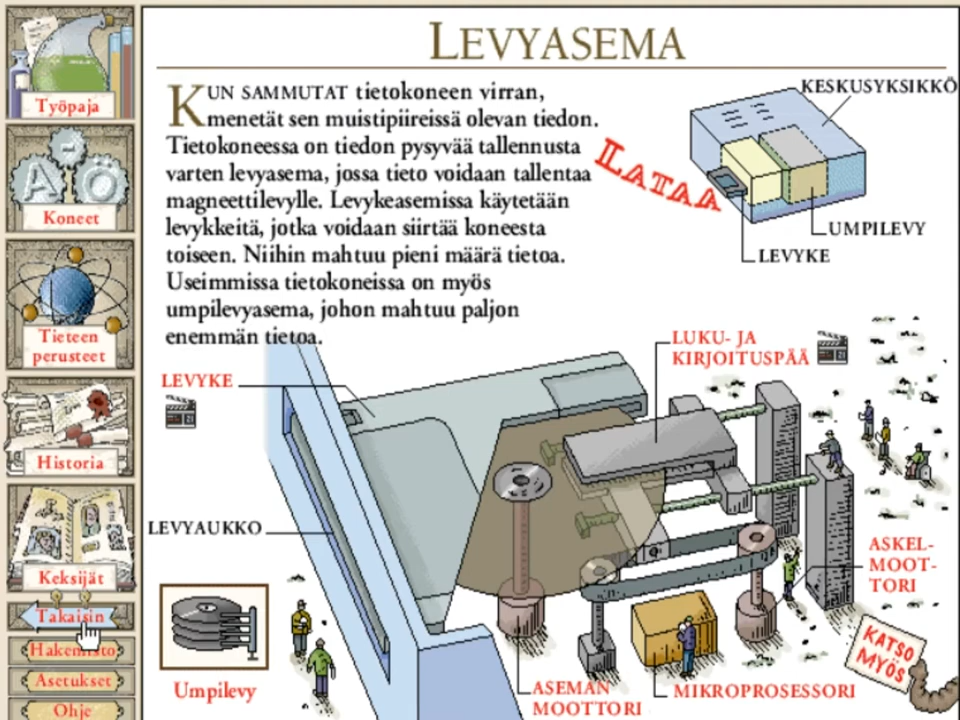 LEVYASEMA
KUN SAMMUTAT tietokoneen virran,
menetät sen muistipiireissä olevan tiedon.
Tietokoneessa on tiedon pysyvää tallennusta
varten levyasema, jossa tieto voidaan tallentaa
magneettilevylle. Levykeasemissa käytetään
levykkeitä, jotka voidaan siirtää koneesta
toiseen. Niihin mahtuu pieni määrä tietoa.
Useimmissa tietokoneissa on myös
umpilevyasema, johon mahtuu paljon
enemmän tietoa.
LATAA
KESKUSYKSIKKÖ
UMPILEVY
LEVYKE
LUKU- JA
KIRJOITUSPÄÄ
LEVYKE
LEVYAUKKO
ASKEL-
MOOT-
TORI
KATSO
MYÖS
Umpilevy
ASEMAN
MOOTTORI
MIKROPROSESSORI
Työpaja
A Ö
Koneet
Tieteen
perusteet
Historia
Keksijät
Takaisin
Hakemisto
Asetukset
Ohje